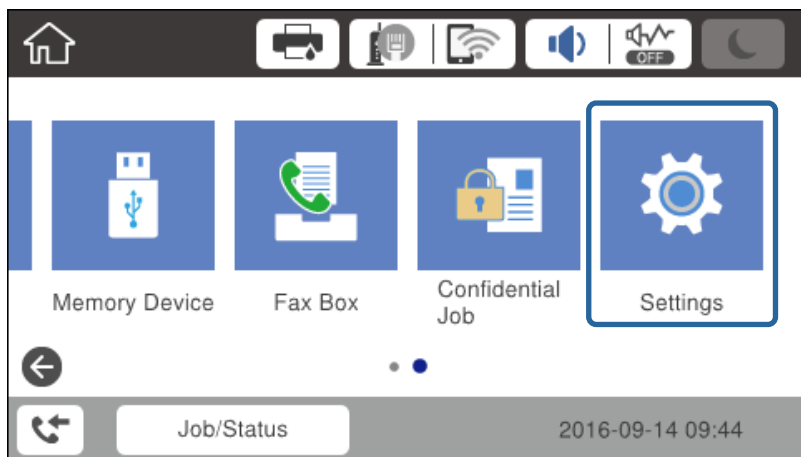 OFF
Memory Device
Fax Box
Confidential
Job
Settings
Job/Status
2016-09-14 09:44